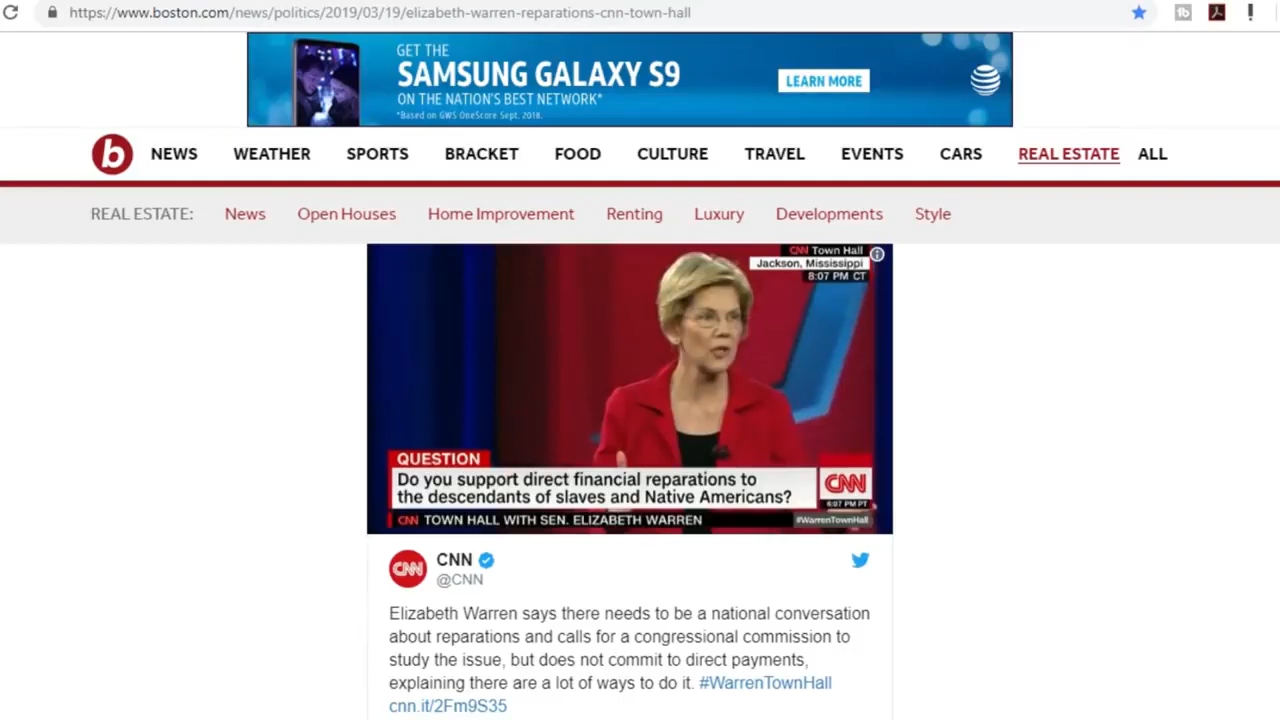 https://www.boston.com/news/politics/2019/03/19/elizabeth-warren-reparations-cnn-town-hall
GET THE
SAMSUNG GALAXY S9
ON THE NATION'S BEST NETWORK*
*Based on GWS OneScore Sept. 2018.
LEARN MORE
b NEWS WEATHER SPORTS BRACKET FOOD CULTURE TRAVEL EVENTS CARS REAL ESTATE ALL
REAL ESTATE: News Open Houses Home Improvement Renting Luxury Developments Style
CNN Town Hall
Jackson, Mississippi
8:07 PM CT
QUESTION
Do you support direct financial reparations to
the descendants of slaves and Native Americans?
CNN
6:07 PM PT
CNN TOWN HALL WITH SEN. ELIZABETH WARREN
#WarrenTownHall
CNN
CNN
@CNN
Elizabeth Warren says there needs to be a national conversation
about reparations and calls for a congressional commission to
study the issue, but does not commit to direct payments,
explaining there are a lot of ways to do it. #WarrenTownHall
cnn.it/2Fm9S35